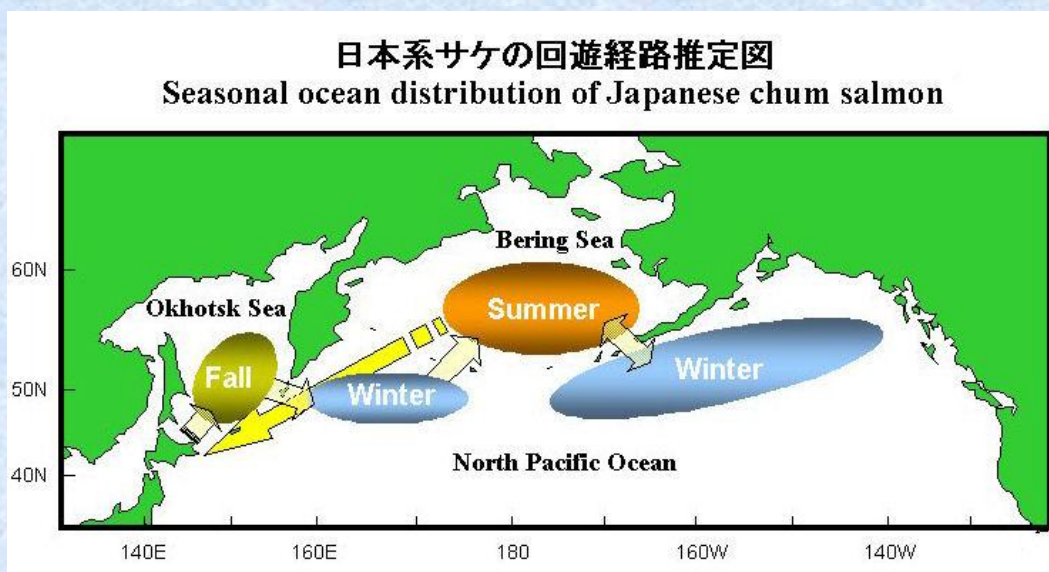 日本系サケの回遊経路推定図
Seasonal ocean distribution of Japanese chum salmon
Bering Sea
60N
Okhotsk Sea
Summer
Fall
Winter
50N
Winter
North Pacific Ocean
40N
140E 160E 180 160W 140W